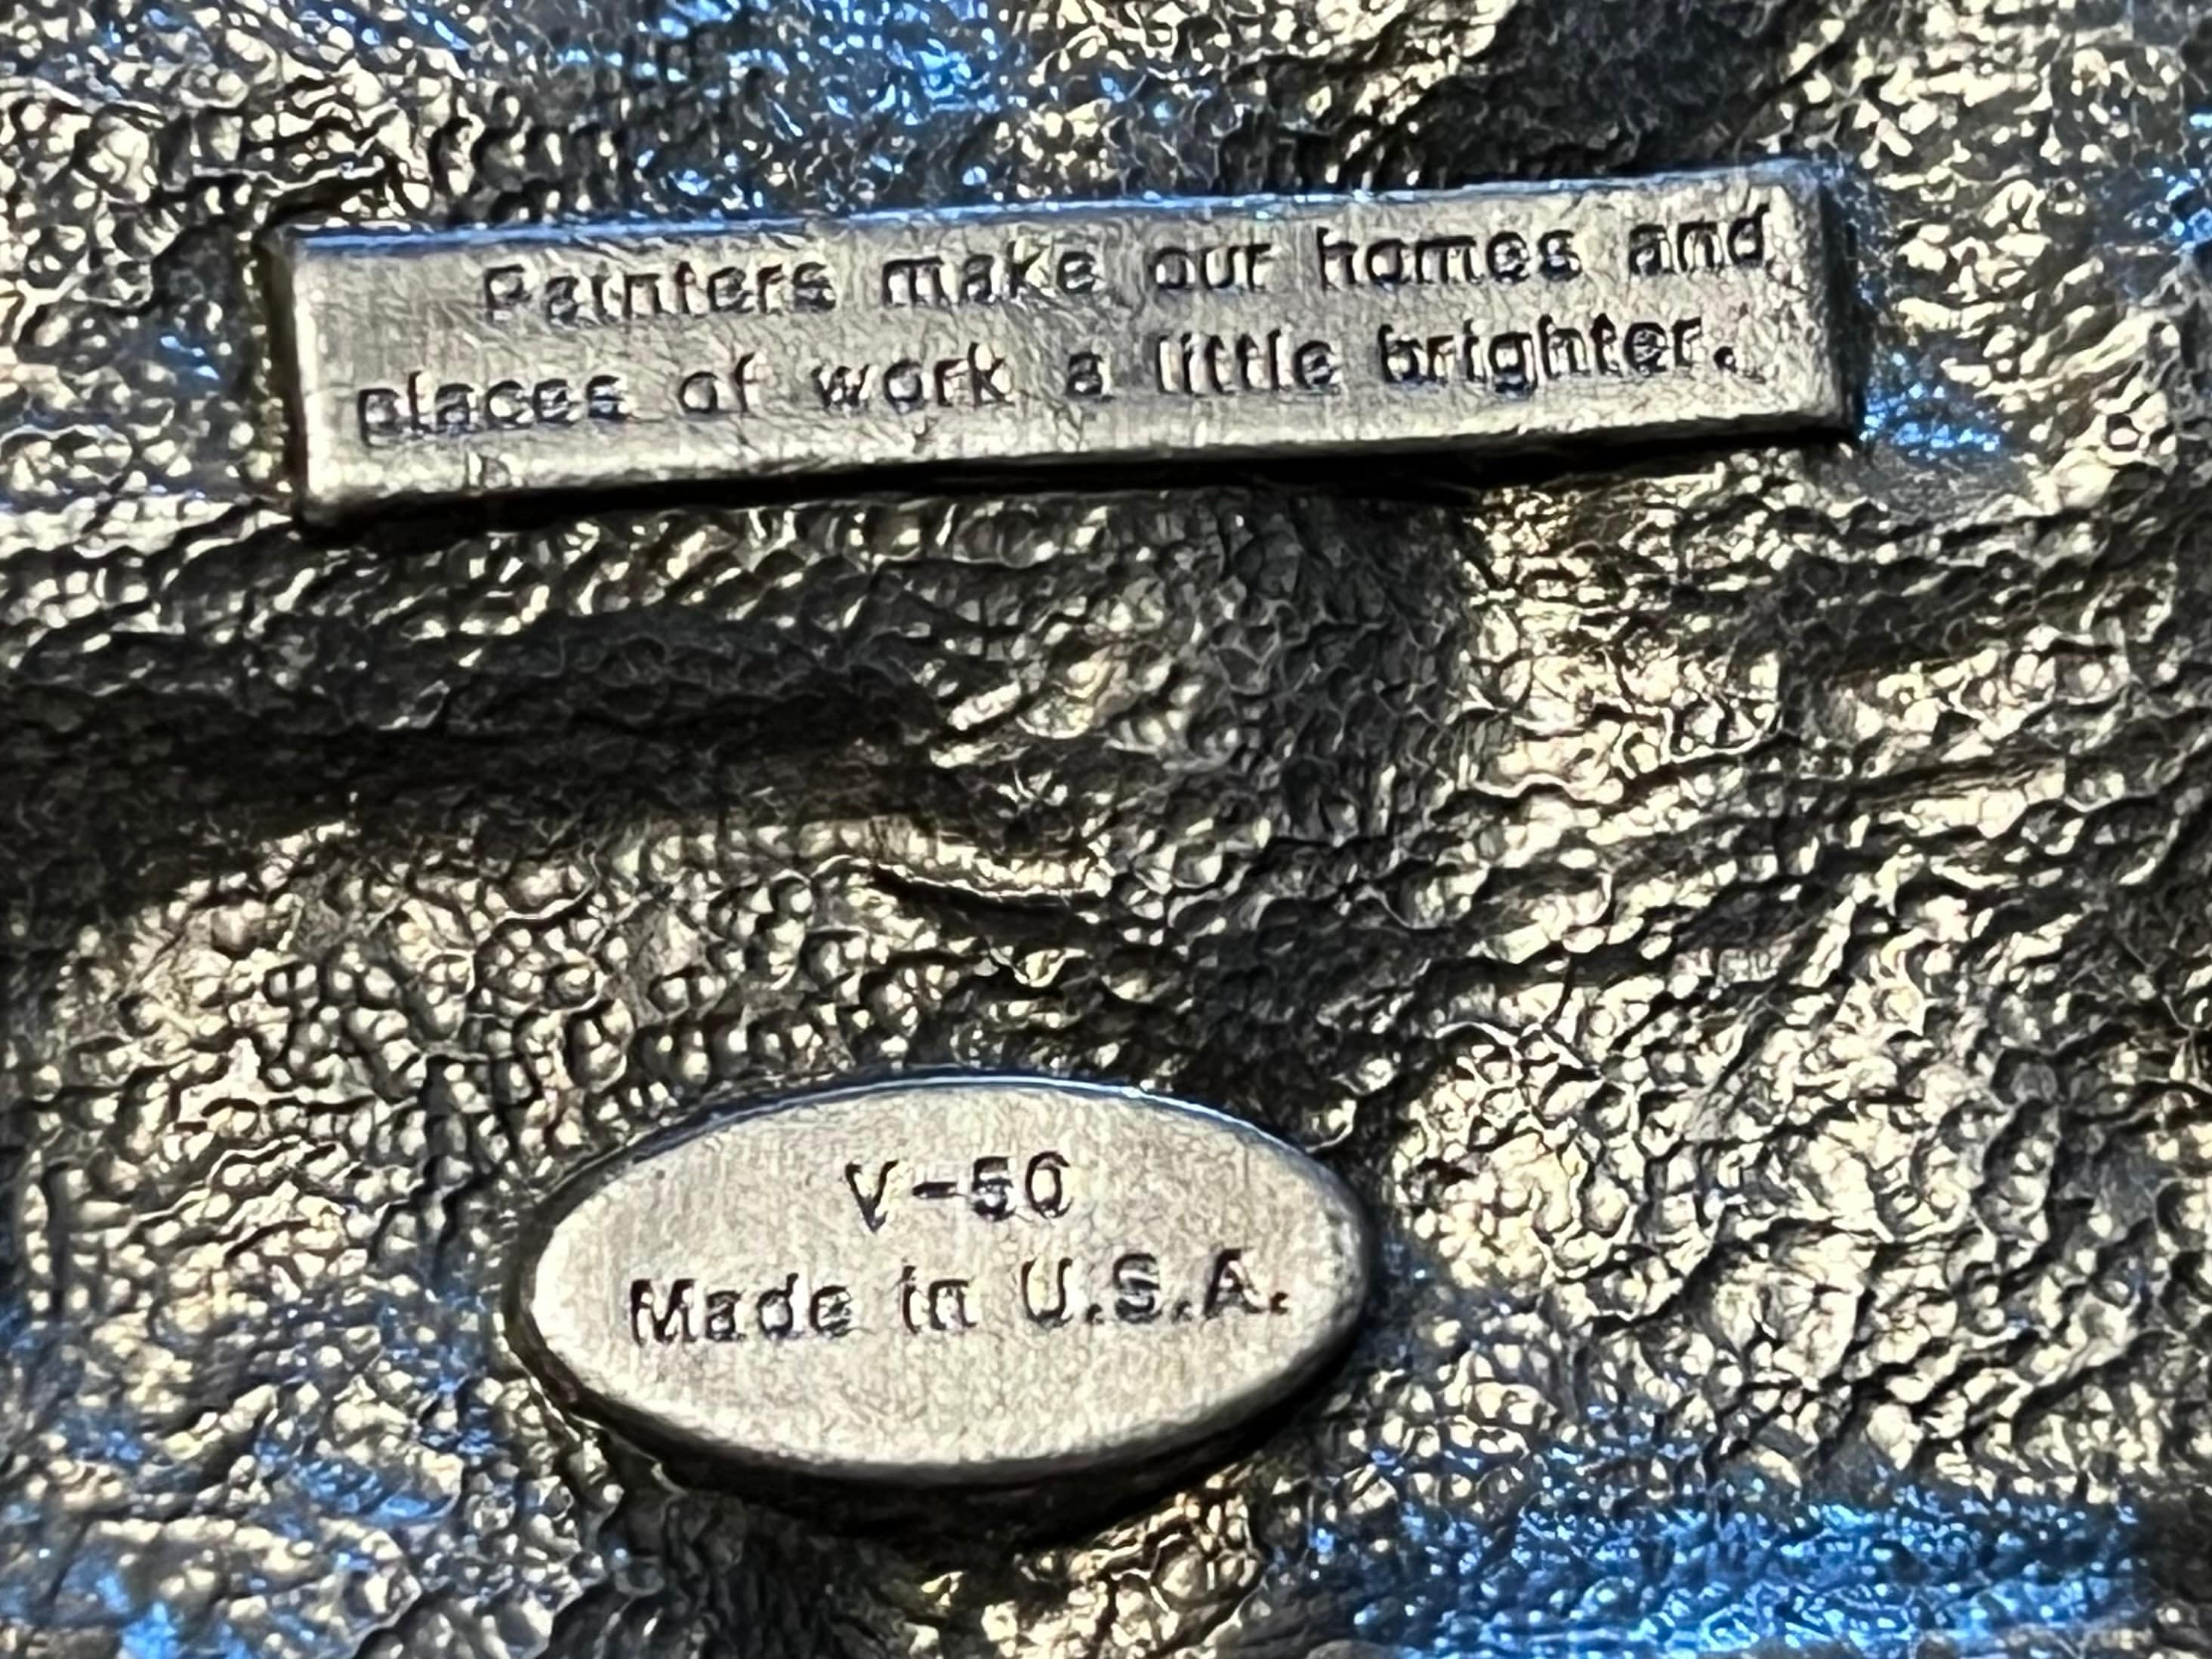 Painters make our homes and
places of work a little brighter.
V-50
Made in U.S.A.